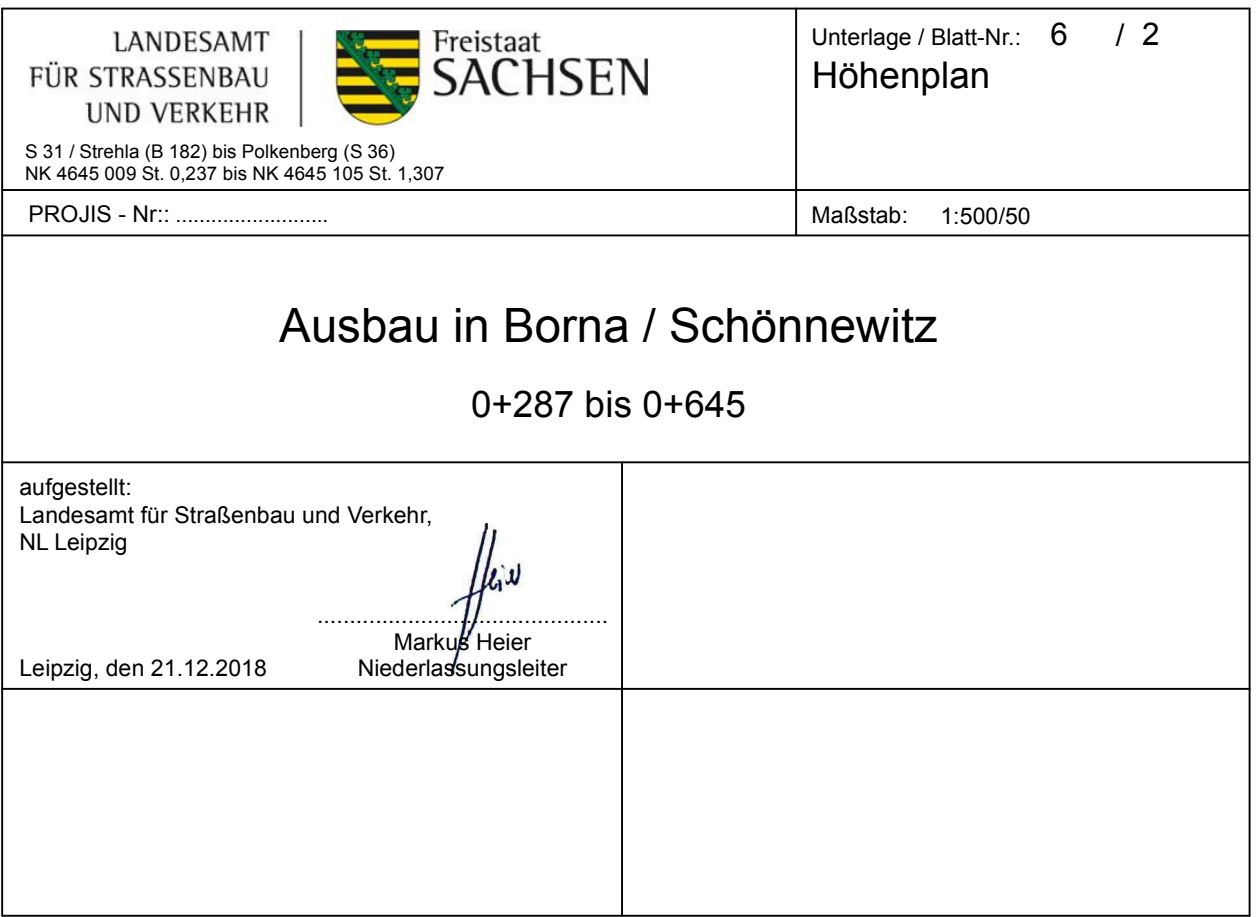 LANDESAMT
FÜR STRASSENBAU
UND VERKEHR
Freistaat
SACHSEN
S 31 / Strehla (B 182) bis Polkenberg (S 36)
NK 4645 009 St. 0,237 bis NK 4645 105 St. 1,307
Unterlage / Blatt-Nr.: 6 / 2
Höhenplan
PROJIS - Nr:: ..........................
Maßstab: 1:500/50
Ausbau in Borna / Schönnewitz
0+287 bis 0+645
aufgestellt:
Landesamt für Straßenbau und Verkehr,
NL Leipzig
............................................
Markus Heier
Leipzig, den 21.12.2018 Niederlassungsleiter